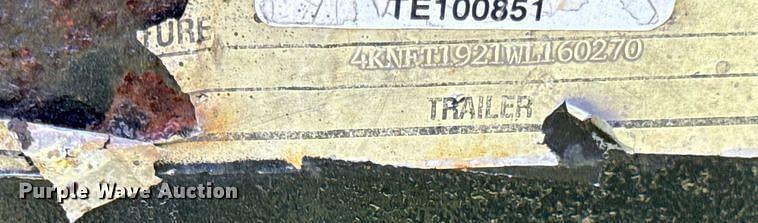 TE100851
TURE
4KNFT1921WL160270
TRAILER
Purple Wave Auction